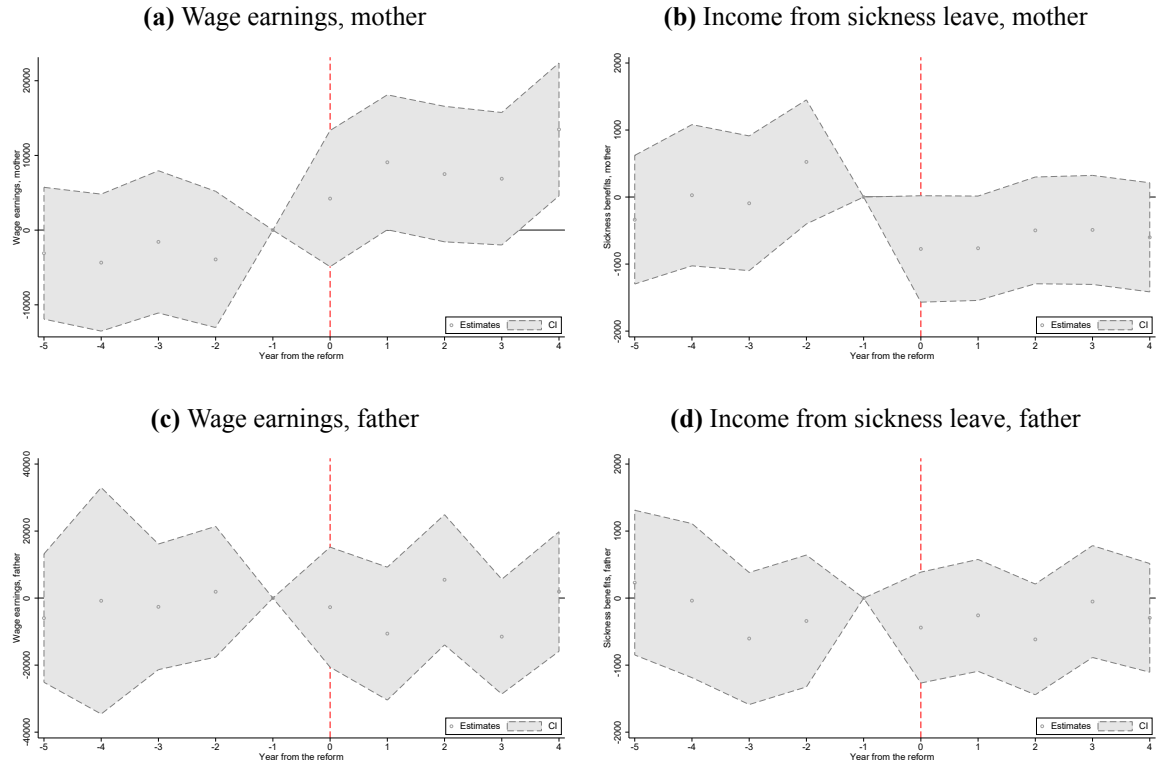 (a) Wage earnings, mother
20000
10000
0
-10000
Wage earnings, mother
-5 -4 -3 -2 -1 0 1 2 3 4
Year from the reform
Estimates CI
(b) Income from sickness leave, mother
2000
1000
0
-1000
-2000
Sickness benefits, mother
-5 -4 -3 -2 -1 0 1 2 3 4
Year from the reform
Estimates CI
(c) Wage earnings, father
40000
20000
0
-20000
-40000
Wage earnings, father
-5 -4 -3 -2 -1 0 1 2 3 4
Year from the reform
Estimates CI
(d) Income from sickness leave, father
2000
1000
0
-1000
-2000
Sickness benefits, father
-5 -4 -3 -2 -1 0 1 2 3 4
Year from the reform
Estimates CI